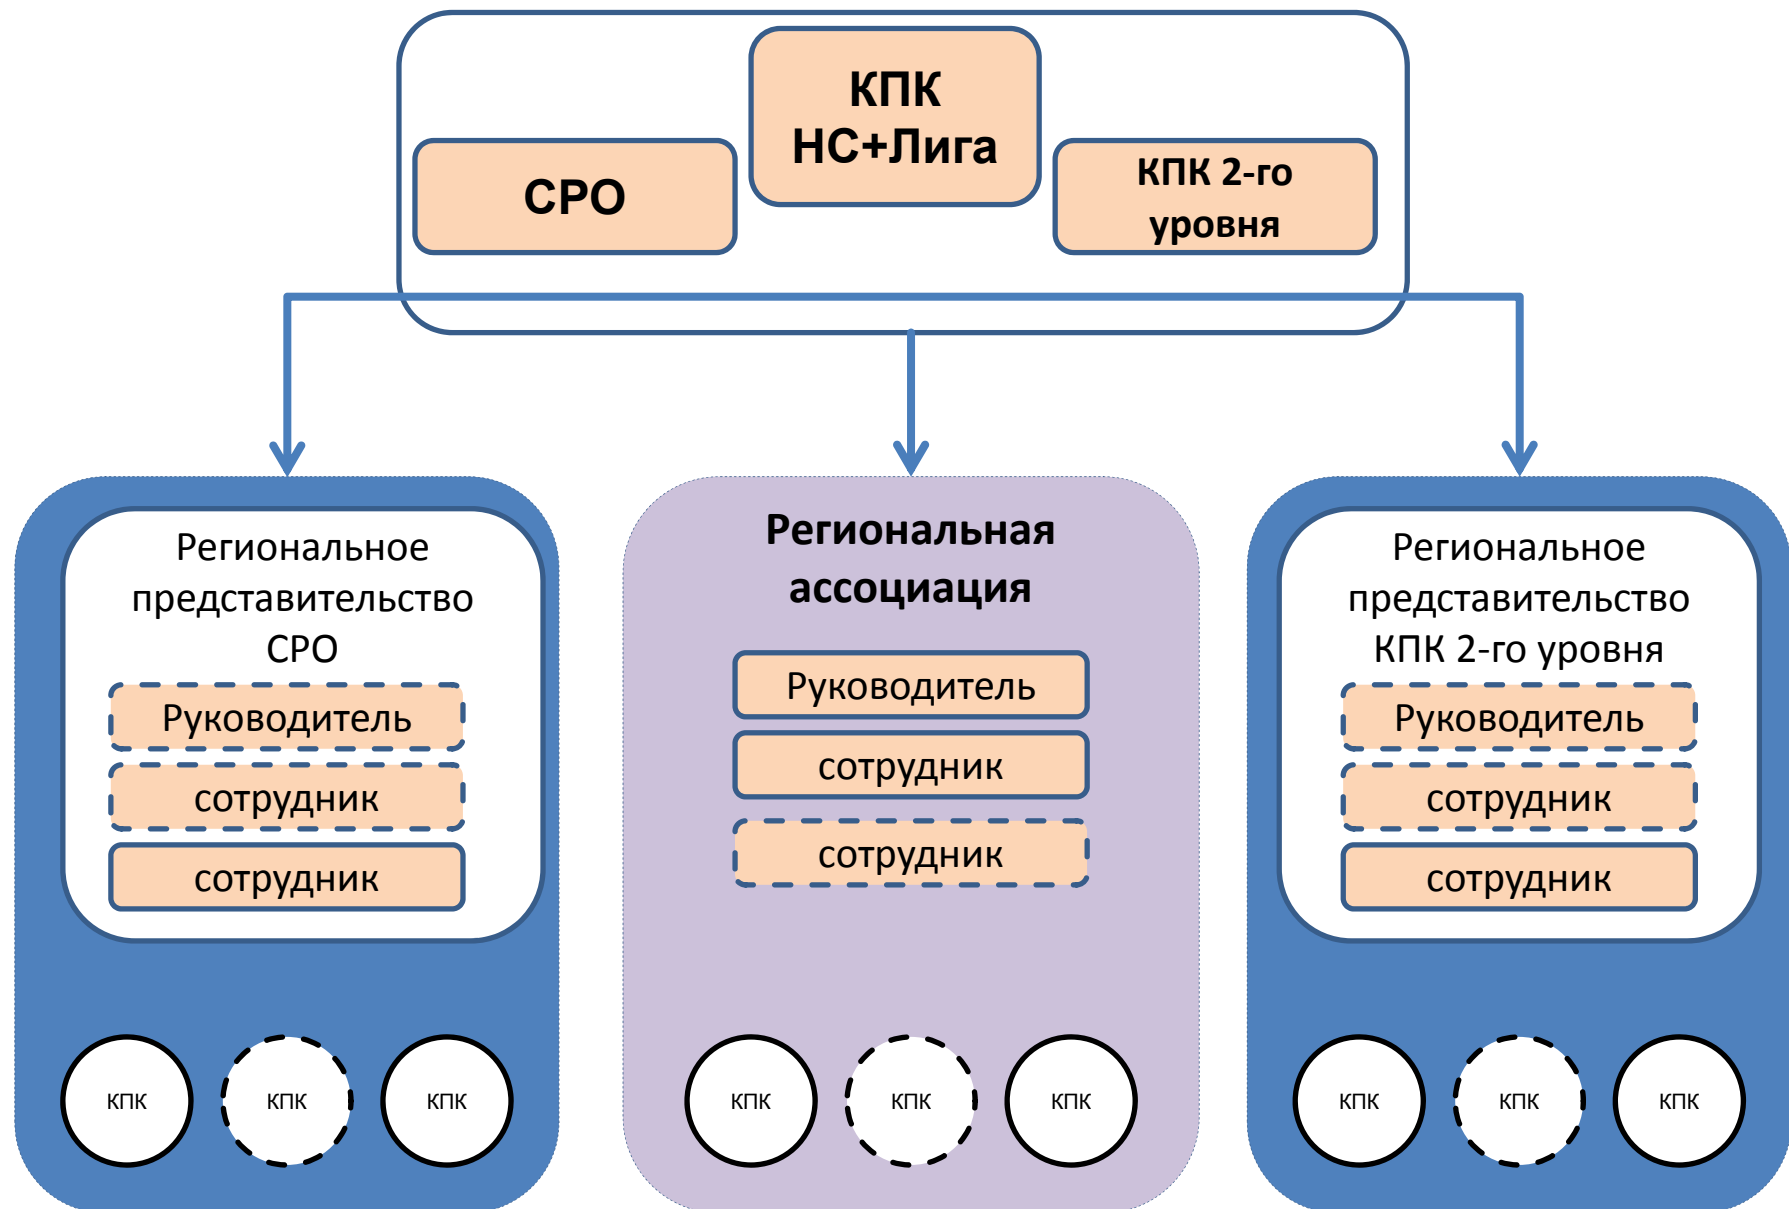 КПК
НС+Лига
СРО
КПК 2-го
уровня
Региональное
представительство
СРО
Руководитель
сотрудник
сотрудник
КПК
КПК
КПК
Региональная
ассоциация
Руководитель
сотрудник
сотрудник
КПК
КПК
КПК
Региональное
представительство
КПК 2-го уровня
Руководитель
сотрудник
сотрудник
КПК
КПК
КПК